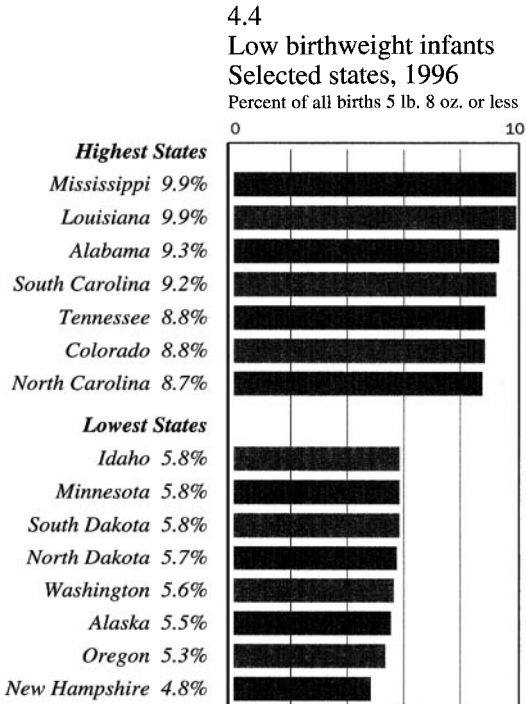 4.4
Low birthweight infants
Selected states, 1996
Percent of all births 5 lb. 8 oz. or less
0 10
Highest States
Mississippi 9.9%
Louisiana 9.9%
Alabama 9.3%
South Carolina 9.2%
Tennessee 8.8%
Colorado 8.8%
North Carolina 8.7%
Lowest States
Idaho 5.8%
Minnesota 5.8%
South Dakota 5.8%
North Dakota 5.7%
Washington 5.6%
Alaska 5.5%
Oregon 5.3%
New Hampshire 4.8%